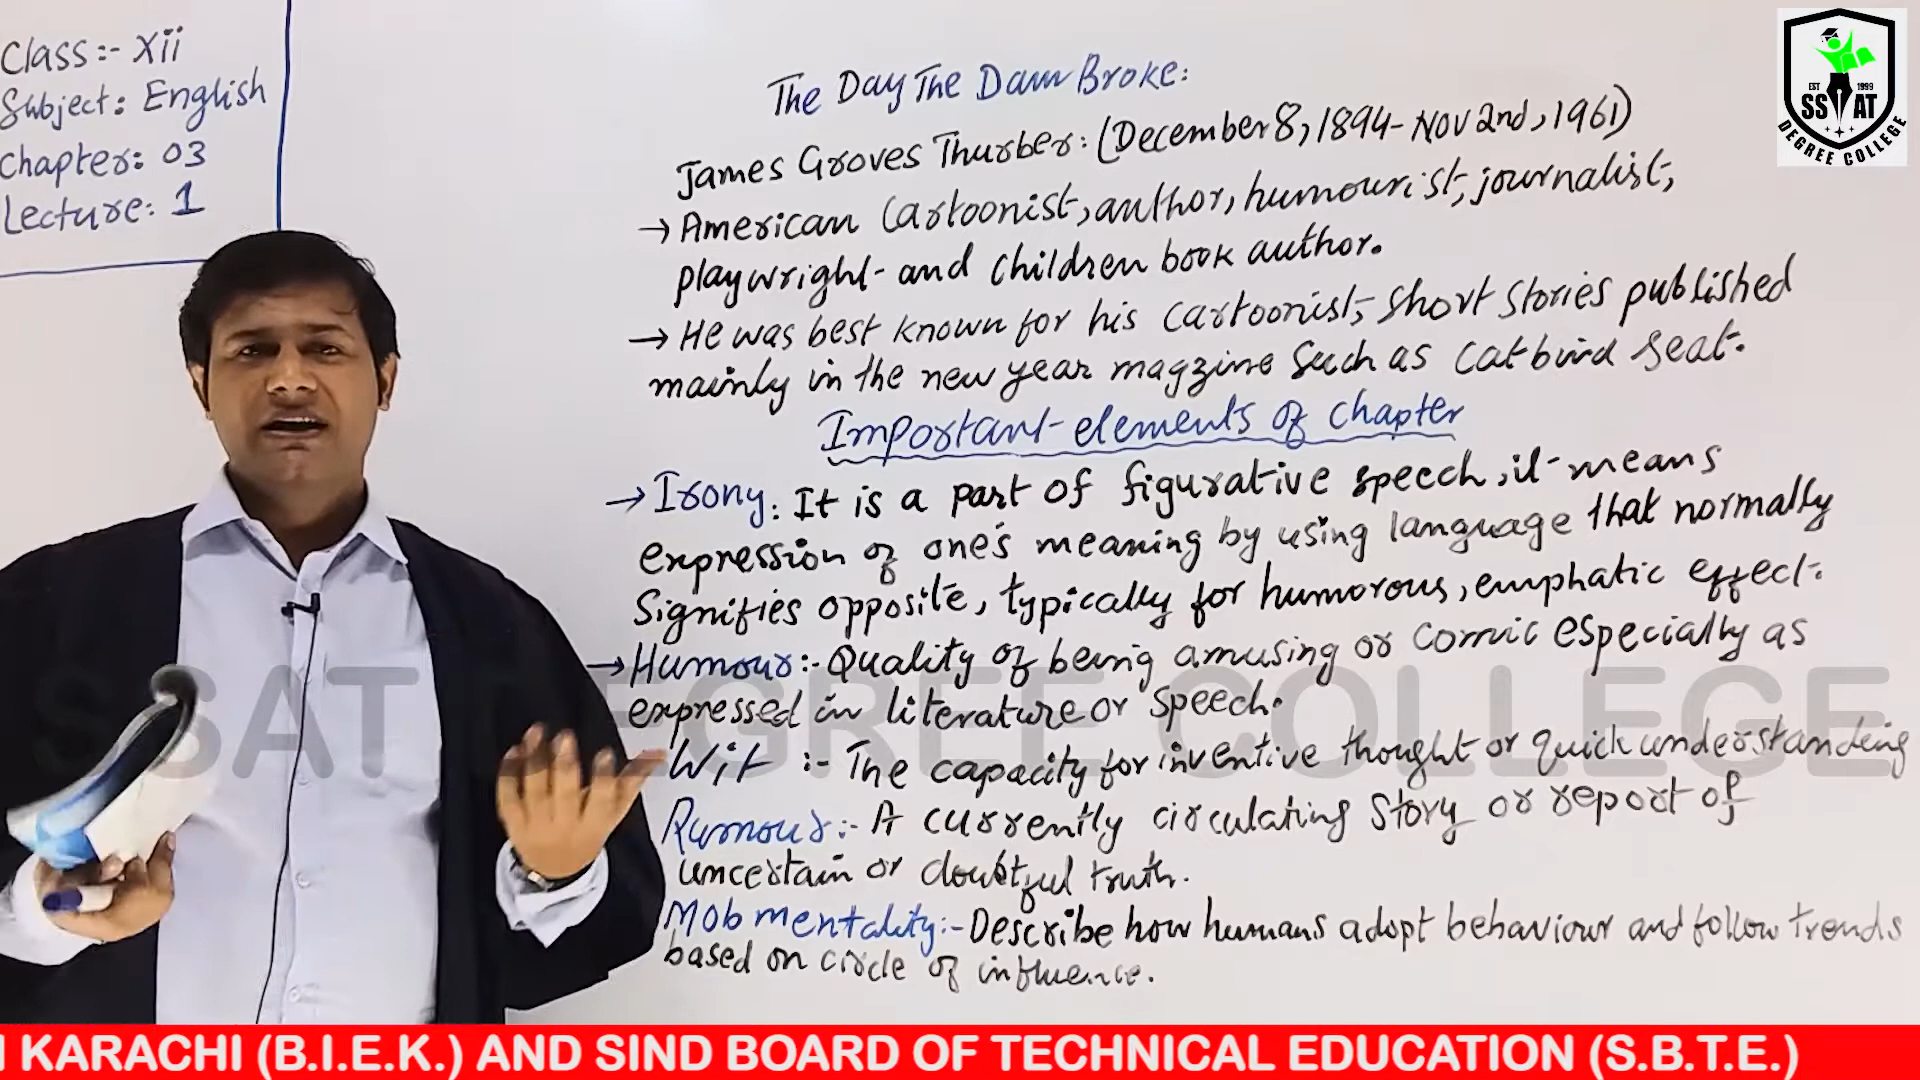 Class:- Xii
Subject: English
Chapter: 03
Lecture: 1
The Day The Dam Broke:
James Groves Thurber: (December 8, 1894- Nov 2nd, 1961)
→ American Cartoonist, author, humourist, journalist,
playwright- and children book author.
→ He was best known for his cartoonist, short stories published
mainly in the new year magzine such as Catbird Seat.
Important elements of chapter
→ Irony: It is a part of figurative speech, it means
expression of one's meaning by using language that normally
Signifies opposite, typically for humorous, emphatic effect.
→ Humour:- Quality of being amusing or comic especially as
expressed in literature or speech.
Wit :- The capacity for inventive thought or quick understanding
Rumour:- A currently circulating story or report of
uncertain or doubtful truth.
Mob mentality:- Describe how humans adopt behaviour and follow trends
based on circle of influence.
EST 1999
SSAT
DEGREE COLLEGE
SSAT DEGREE COLLEGE
KARACHI (B.I.E.K.) AND SIND BOARD OF TECHNICAL EDUCATION (S.B.T.E.)